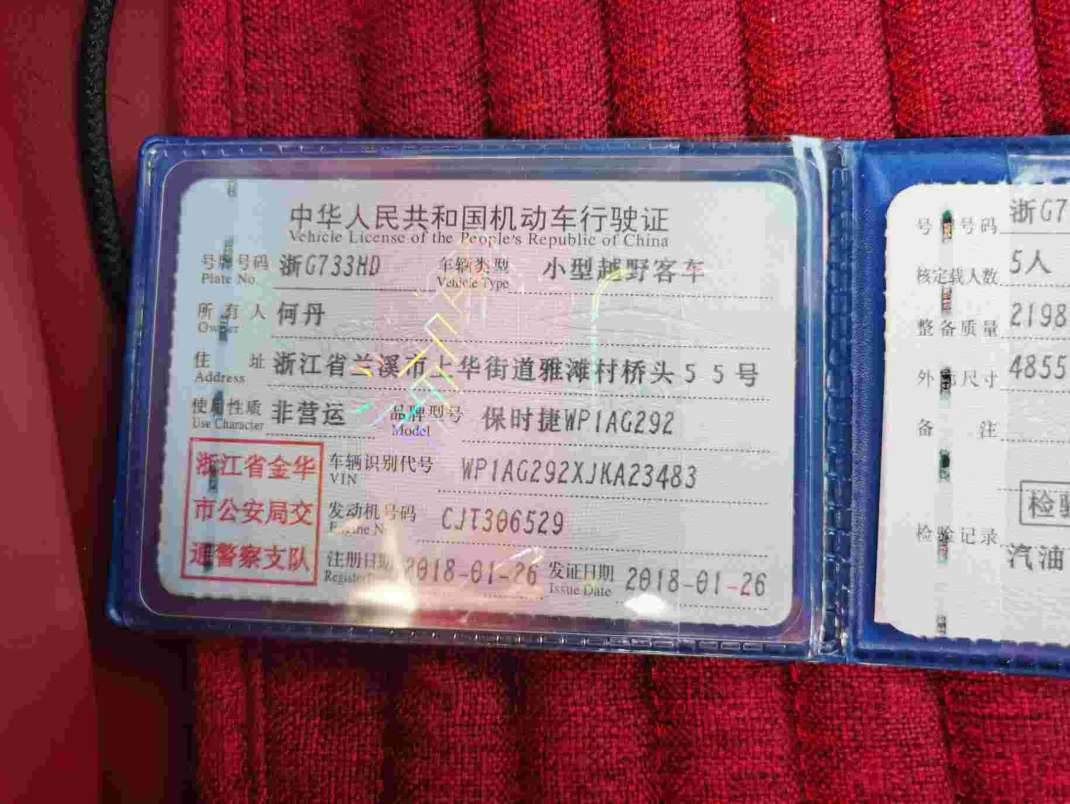 中华人民共和国机动车行驶证
Vehicle License of the People's Republic of China
号牌号码 浙G733HD 车辆类型 小型越野客车
Plate No. Vehicle Type
所有人 何丹
Owner
住址 浙江省兰溪市上华街道雅滩村桥头55号
Address
使用性质 非营运 品牌型号 保时捷WP1AG292
Use Character Model
浙江省金华
市公安局交
通警察支队
车辆识别代号 WP1AG292XJKA23483
VIN
发动机号码 CJT306529
Engine No.
注册日期 2018-01-26 发证日期 2018-01-26
Register Issue Date
号牌号码 浙G7
核定载人数 5人
整备质量 2198
外廓尺寸 4855
备注
检验
检验记录
汽油